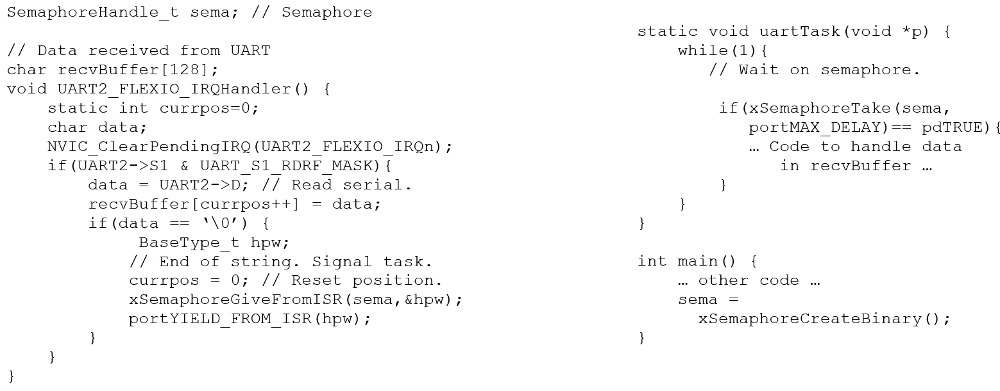 SemaphoreHandle_t sema; // Semaphore
// Data received from UART
char recvBuffer[128];
void UART2_FLEXIO_IRQHandler() {
    static int currpos=0;
    char data;
    NVIC_ClearPendingIRQ(UART2_FLEXIO_IRQn);
    if(UART2->S1 & UART_S1_RDRF_MASK){
        data = UART2->D; // Read serial.
        recvBuffer[currpos++] = data;
        if(data == ‘\0’) {
             BaseType_t hpw;
            // End of string. Signal task.
            currpos = 0; // Reset position.
            xSemaphoreGiveFromISR(sema,&hpw);
            portYIELD_FROM_ISR(hpw);
        }
    }
}
static void uartTask(void *p) {
    while(1){
       // Wait on semaphore.
        if(xSemaphoreTake(sema,
           portMAX_DELAY)== pdTRUE){
           … Code to handle data
              in recvBuffer …
        }
    }
}
int main() {
    … other code …
    sema =
      xSemaphoreCreateBinary();
}